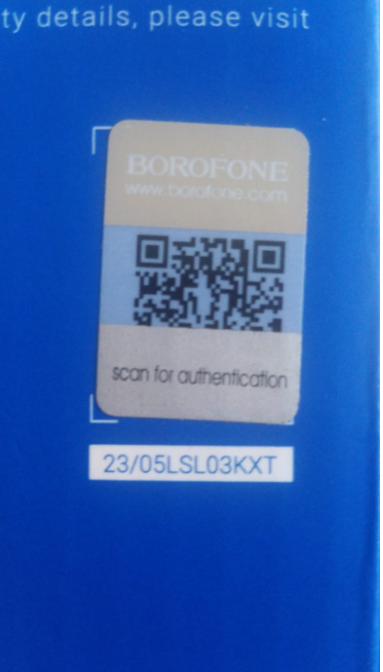 ty details, please visit
BOROFONE
www.borofone.com
scan for authentication
23/05LSL03KXT